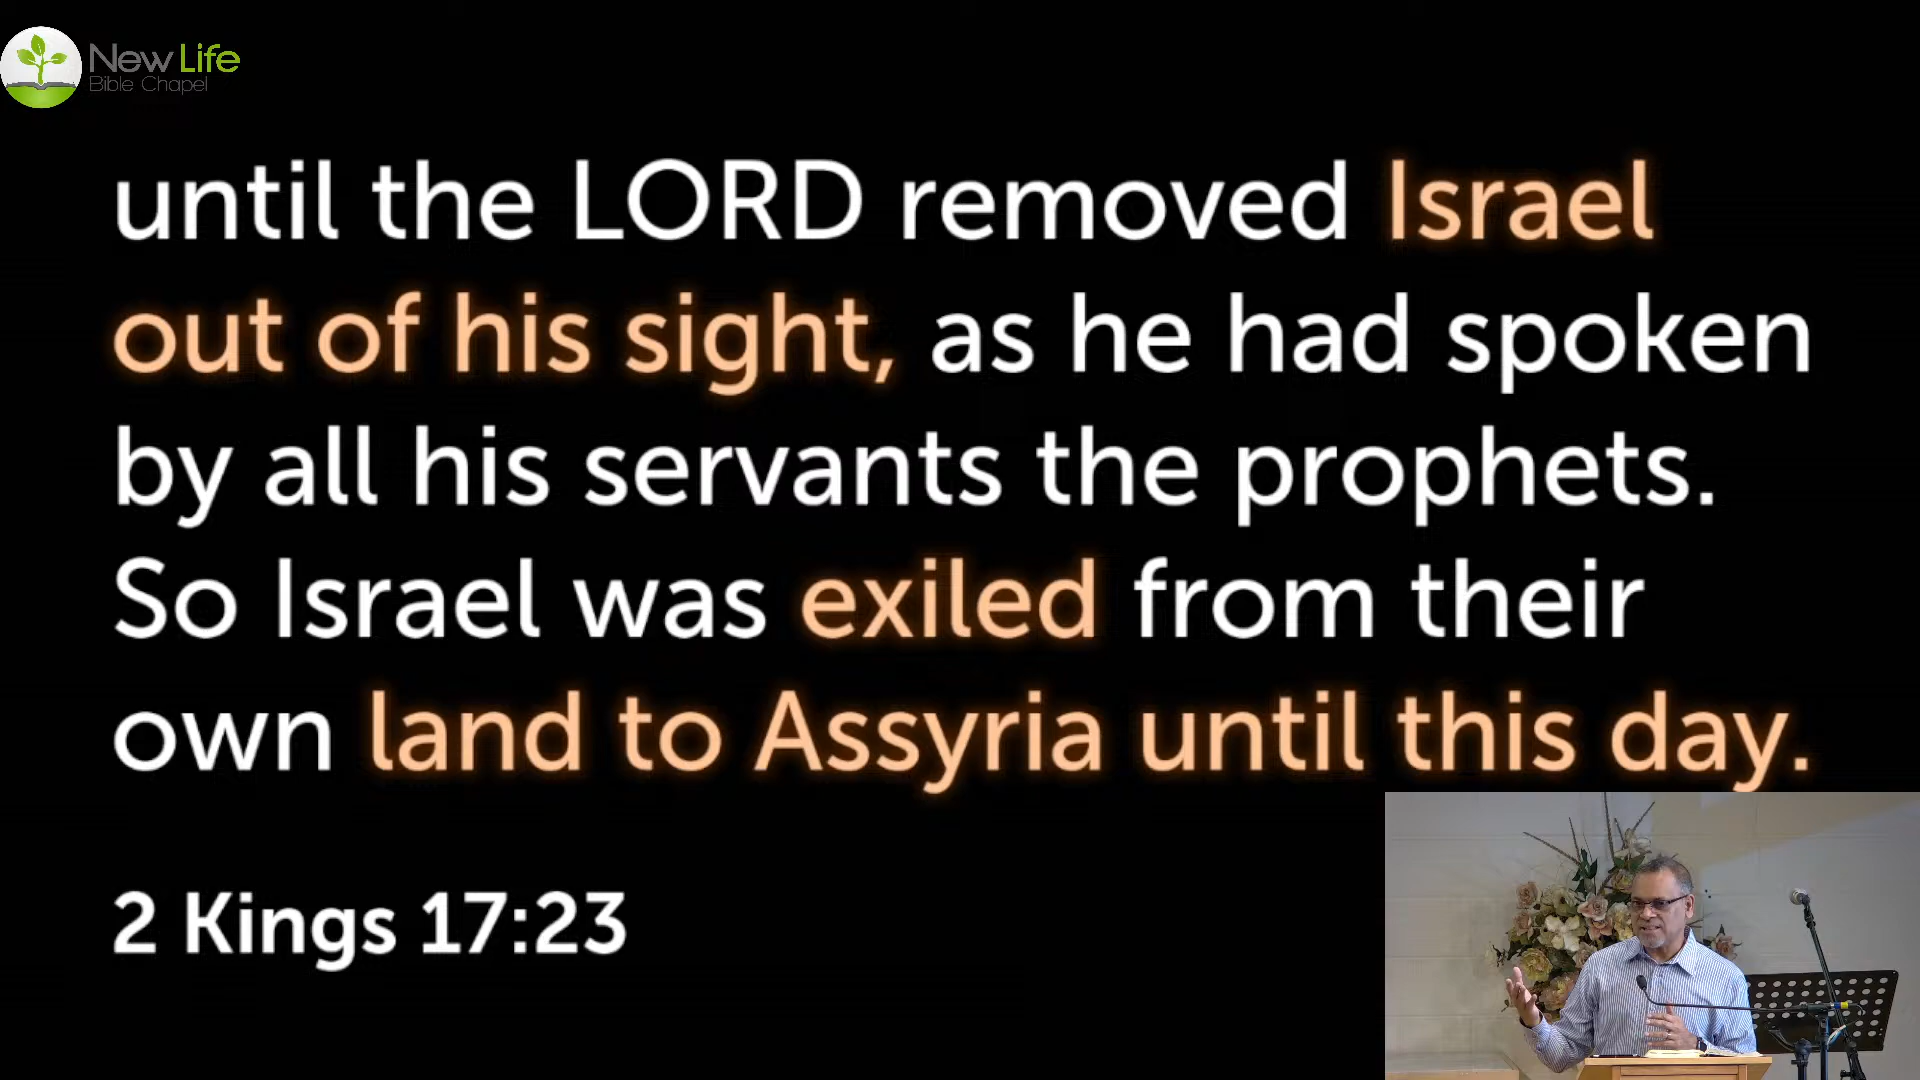 New Life
Bible Chapel
until the LORD removed Israel
out of his sight, as he had spoken
by all his servants the prophets.
So Israel was exiled from their
own land to Assyria until this day.
2 Kings 17:23